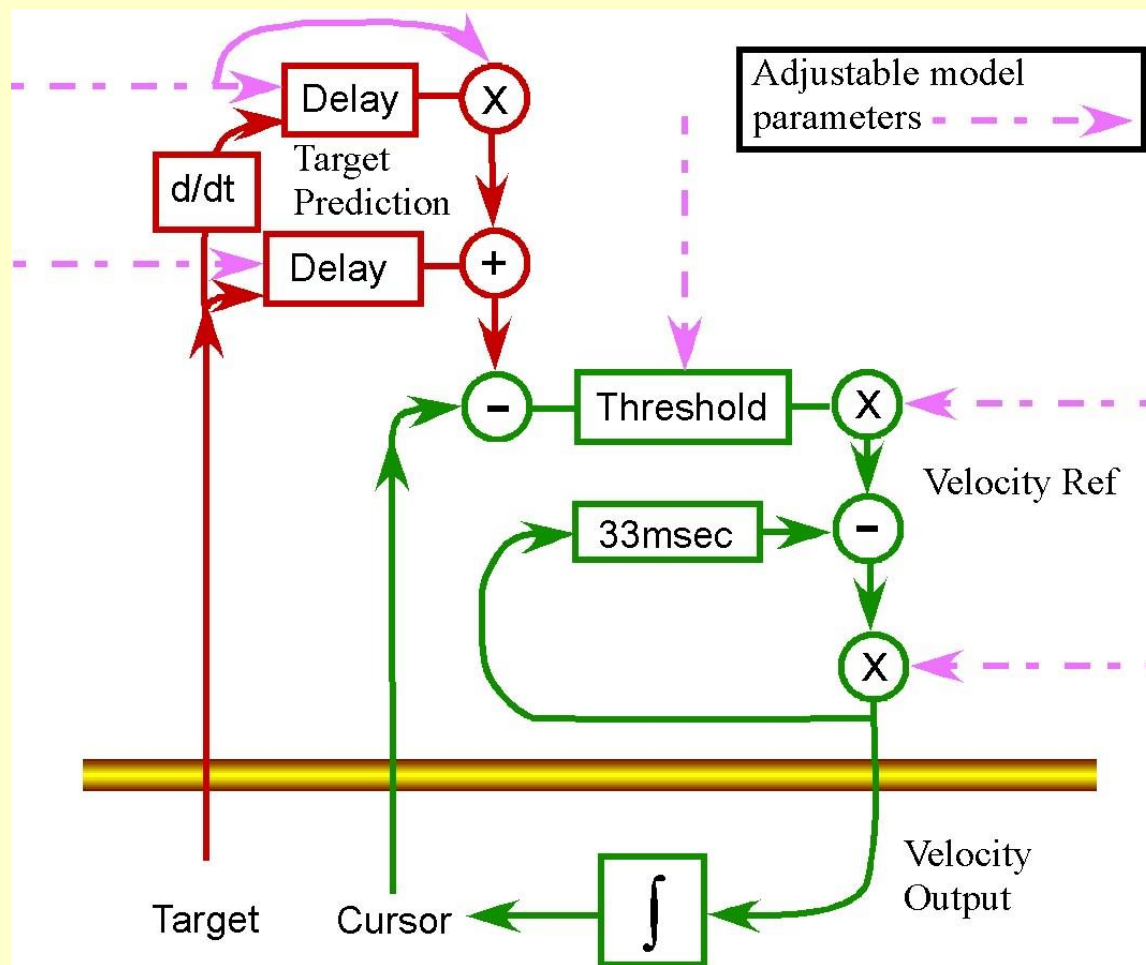 Adjustable model
parameters
Delay
X
Target
Prediction
d/dt
Delay
+
-
Threshold
X
Velocity Ref
33msec
-
X
Velocity
Output
Target
Cursor
∫